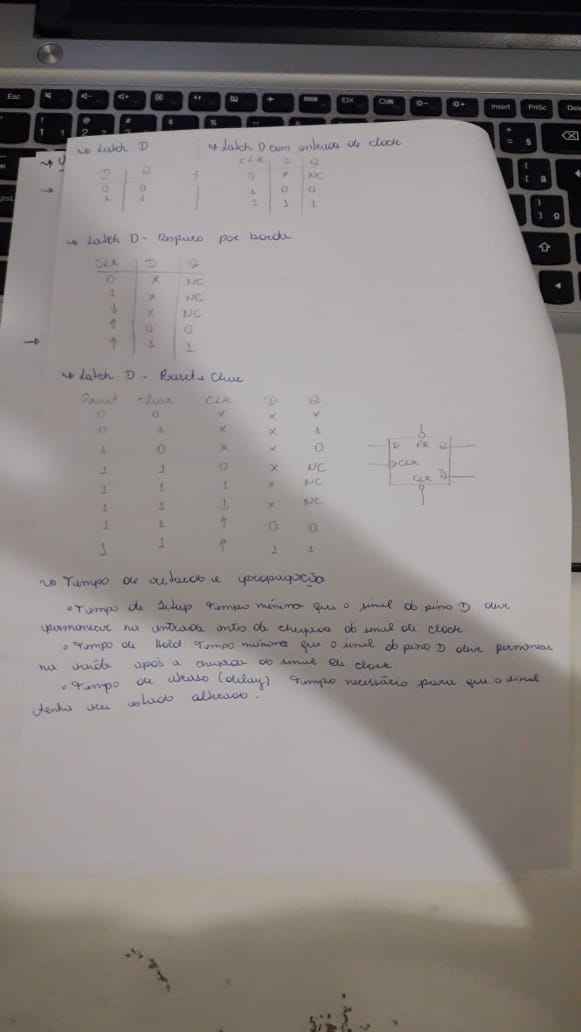 → Latch D → Latch D com entrada de clock
D Q CLK D Q
0 0 0 x NC
1 1 1 0 0
1 1 1
→ Latch D - Disparo por borda
CLK D Q
0 x NC
1 x NC
↓ x NC
↑ 0 0
↑ 1 1
→ Latch D - Preset e Clear
Preset Clear CLK D Q
0 0 x x x
0 1 x x 1
1 0 x x 0
1 1 0 x NC
1 1 1 x NC
1 1 ↓ x NC
1 1 ↑ 0 0
1 1 ↑ 1 1
D PR Q
>CLK
CLR Q̅
→ Tempo de e propagação
• Tempo de Setup Tempo mínimo que o sinal do pino D deve
permanecer na entrada antes da chegada do sinal de clock.
• Tempo de Hold Tempo mínimo que o sinal do pino D deve permanecer
na saída após a chegada do sinal de clock.
• Tempo de atraso (delay) Tempo necessário para que o sinal
tenha seu estado alterado.
Esc
Insert PrtSc Del